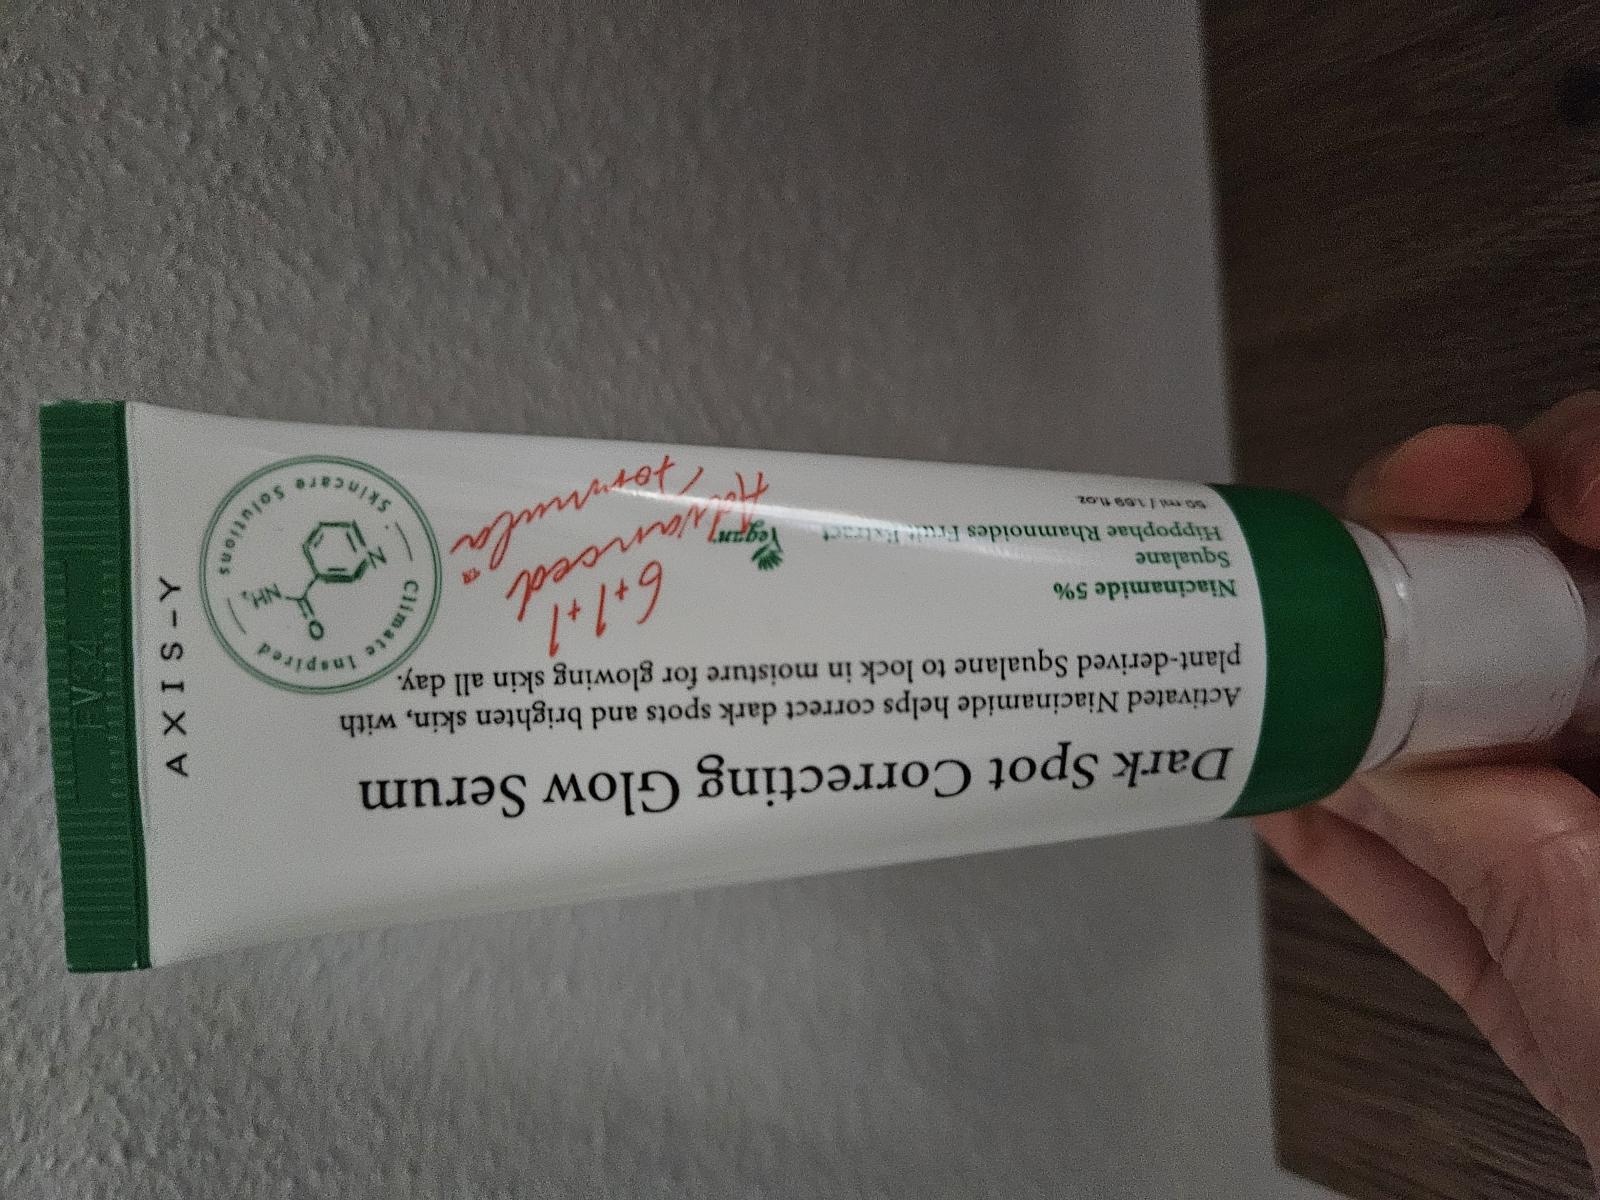 Dark Spot Correcting Glow Serum
Activated Niacinamide helps correct dark spots and brighten skin, with
plant-derived Squalane to lock in moisture for glowing skin all day.
Niacinamide 5%
Squalane
Hippophae Rhamnoides Fruit Extract
50 ml / 1.69 fl.oz
Vegan
6+1+1
Advanced
formula
Climate Inspired
Skincare Solutions
O
NH₂
N
AXIS-Y